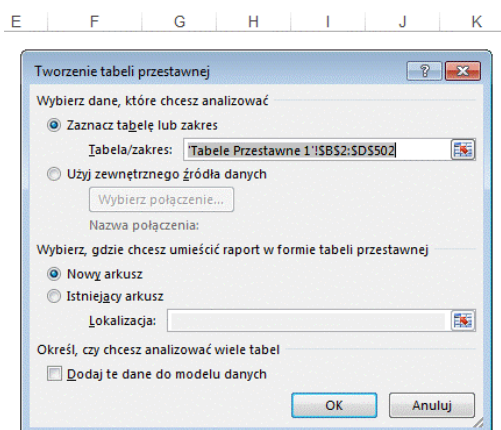 E F G H I J K
Tworzenie tabeli przestawnej
Wybierz dane, które chcesz analizować
Zaznacz tabelę lub zakres
Tabela/zakres: 'Tabele Przestawne 1'!$B$2:$D$502
Użyj zewnętrznego źródła danych
Wybierz połączenie...
Nazwa połączenia:
Wybierz, gdzie chcesz umieścić raport w formie tabeli przestawnej
Nowy arkusz
Istniejący arkusz
Lokalizacja:
Określ, czy chcesz analizować wiele tabel
Dodaj te dane do modelu danych
OK Anuluj